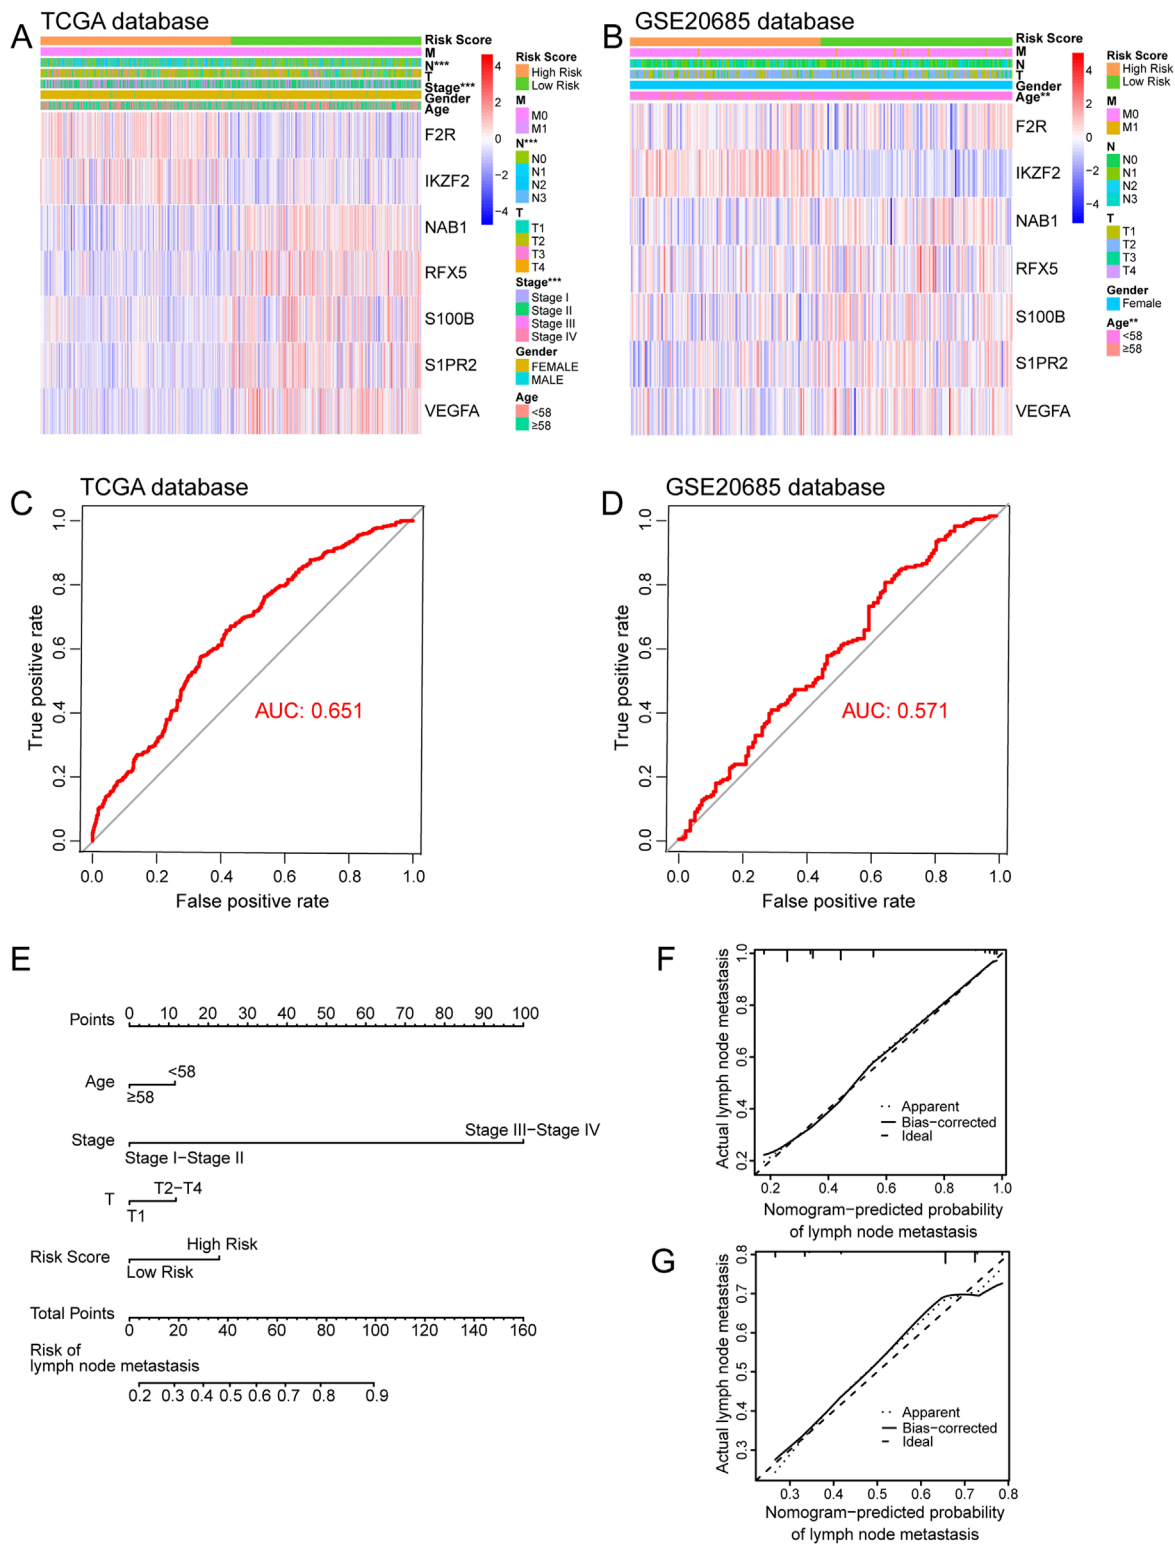 A
TCGA database
Risk Score
M
N***
T
Stage***
Gender
Age
F2R
IKZF2
NAB1
RFX5
S100B
S1PR2
VEGFA
4
2
0
−2
−4
Risk Score
High Risk
Low Risk
M
M0
M1
N***
N0
N1
N2
N3
T
T1
T2
T3
T4
Stage***
Stage I
Stage II
Stage III
Stage IV
Gender
FEMALE
MALE
Age
<58
≥58
B
GSE20685 database
Risk Score
M
N
T
Gender
Age**
F2R
IKZF2
NAB1
RFX5
S100B
S1PR2
VEGFA
4
2
0
−2
−4
Risk Score
High Risk
Low Risk
M
M0
M1
N
N0
N1
N2
N3
T
T1
T2
T3
T4
Gender
Female
Age**
<58
≥58
C
TCGA database
True positive rate
1.0
0.8
0.6
0.4
0.2
0.0
AUC: 0.651
0.0 0.2 0.4 0.6 0.8 1.0
False positive rate
D
GSE20685 database
True positive rate
1.0
0.8
0.6
0.4
0.2
0.0
AUC: 0.571
0.0 0.2 0.4 0.6 0.8 1.0
False positive rate
E
Points
0 10 20 30 40 50 60 70 80 90 100
Age
<58
≥58
Stage
Stage III−Stage IV
Stage I−Stage II
T
T2−T4
T1
Risk Score
High Risk
Low Risk
Total Points
0 20 40 60 80 100 120 140 160
Risk of
lymph node metastasis
0.2 0.3 0.4 0.5 0.6 0.7 0.8 0.9
F
Actual lymph node metastasis
1.0
0.8
0.6
0.4
0.2
Apparent
Bias−corrected
Ideal
0.2 0.4 0.6 0.8 1.0
Nomogram−predicted probability
of lymph node metastasis
G
Actual lymph node metastasis
0.8
0.7
0.6
0.5
0.4
0.3
Apparent
Bias−corrected
Ideal
0.3 0.4 0.5 0.6 0.7 0.8
Nomogram−predicted probability
of lymph node metastasis